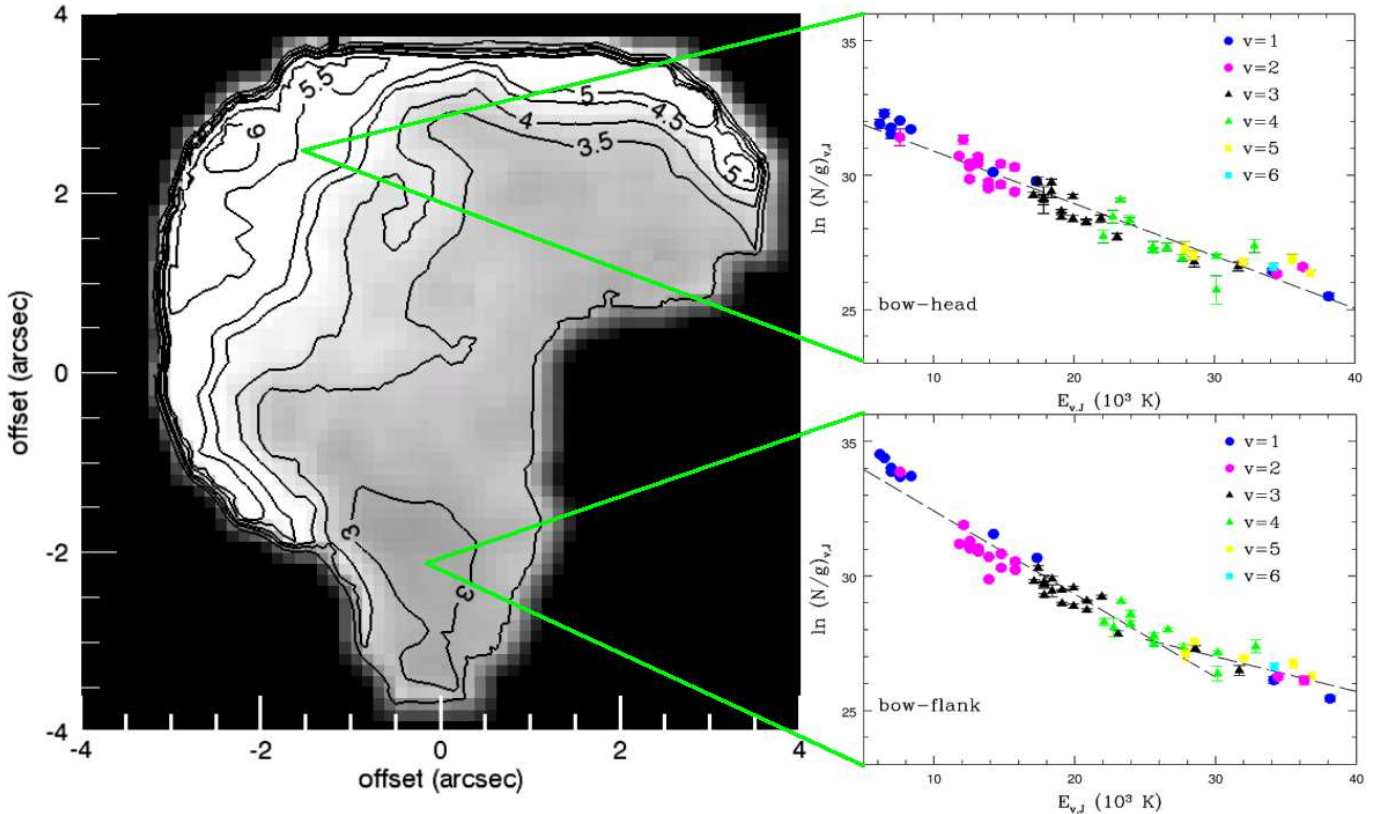 4
2
0
-2
-4
-4
-2
0
2
4
offset (arcsec)
offset (arcsec)
5.5
6
5
4.5
4
3.5
5
3
3
35
30
25
10
20
30
40
ln (N/g)v,J
E v,J (10³ K)
bow-head
v=1
v=2
v=3
v=4
v=5
v=6
35
30
25
10
20
30
40
ln (N/g)v,J
E v,J (10³ K)
bow-flank
v=1
v=2
v=3
v=4
v=5
v=6